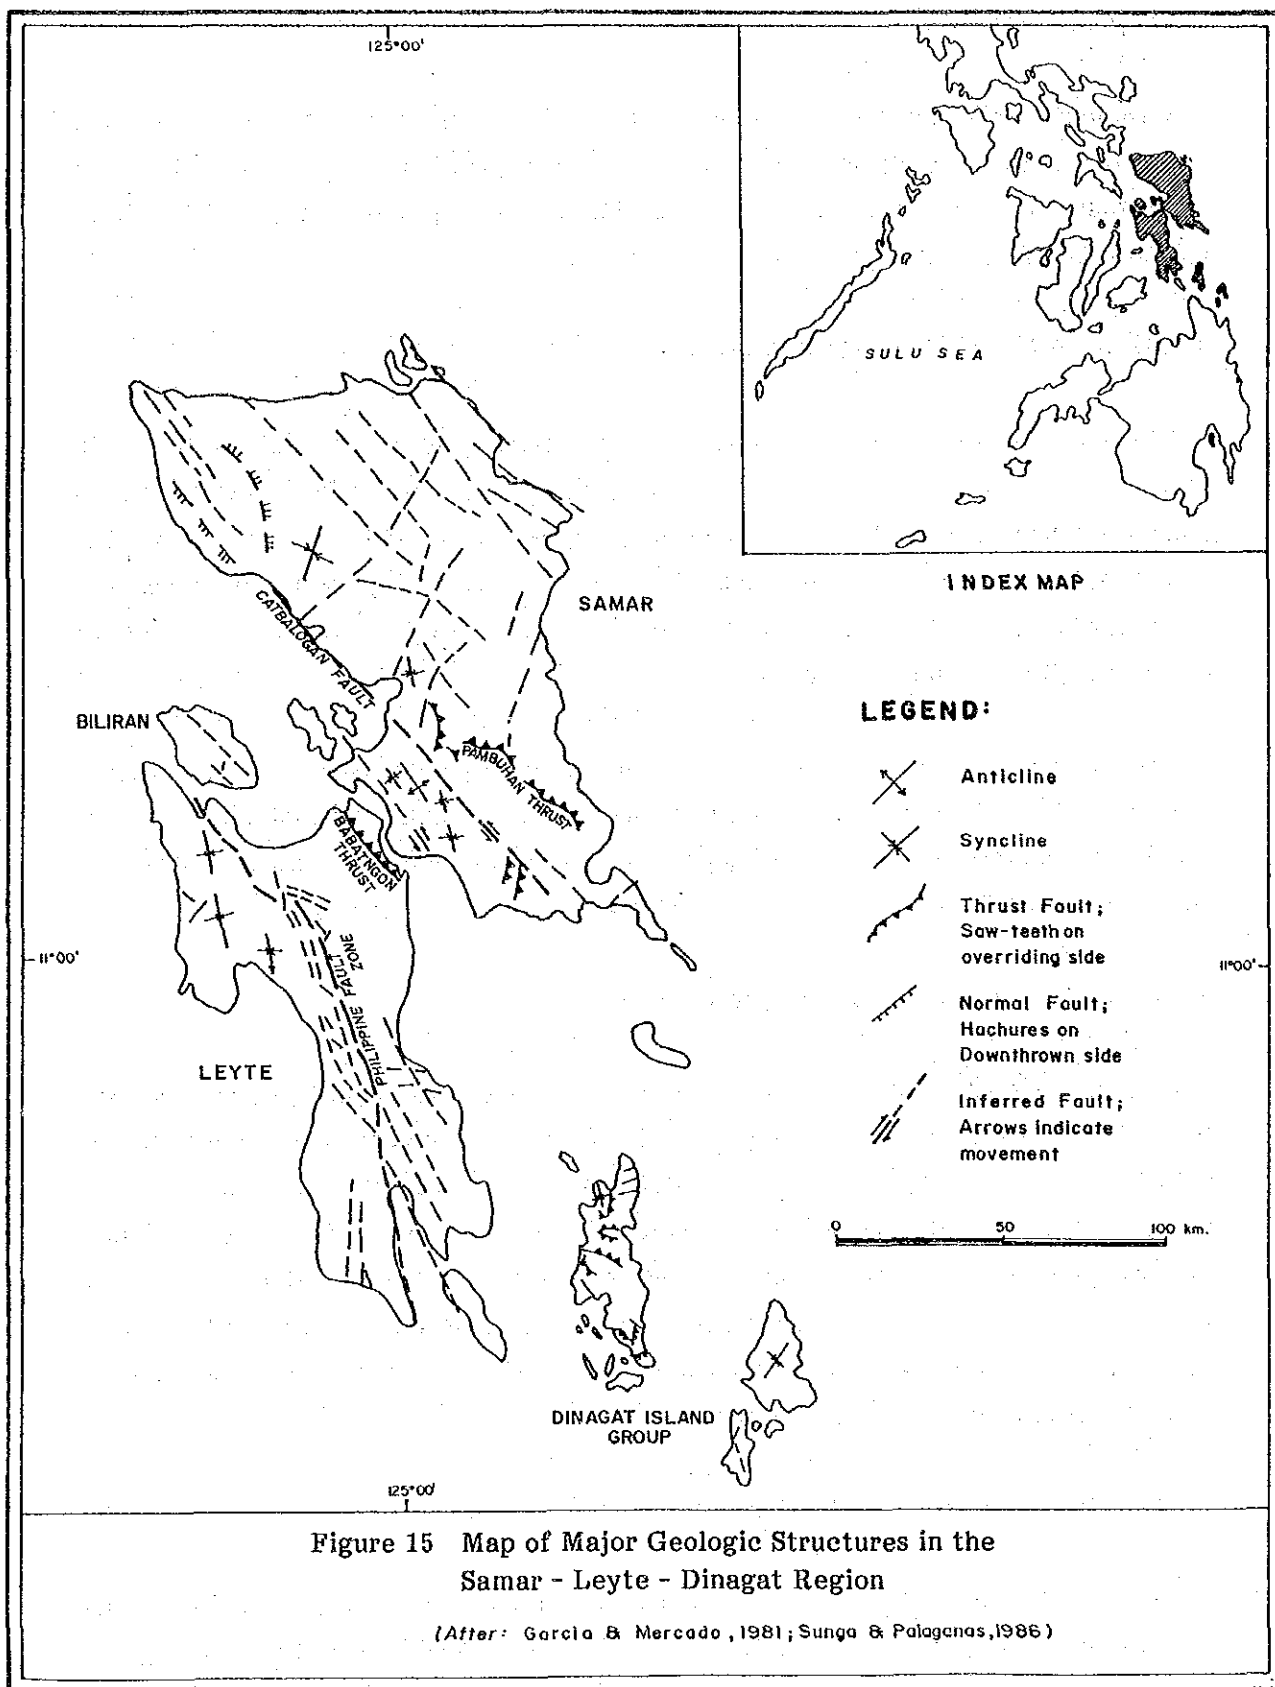 125°00'
SULU SEA
INDEX MAP
SAMAR
CATBALOGAN FAULT
BILIRAN
PAMBUHAN THRUST
BABATNGON
THRUST
PHILIPPINE FAULT
ZONE
11°00'
11°00'
LEYTE
LEGEND:
Anticline
Syncline
Thrust Fault;
Saw-teeth on
overriding side
Normal Fault;
Hachures on
Downthrown side
Inferred Fault;
Arrows indicate
movement
0 50 100 km.
DINAGAT ISLAND
GROUP
125°00'
Figure 15 Map of Major Geologic Structures in the
Samar - Leyte - Dinagat Region
(After: Garcia & Mercado, 1981; Sunga & Palaganas, 1986)